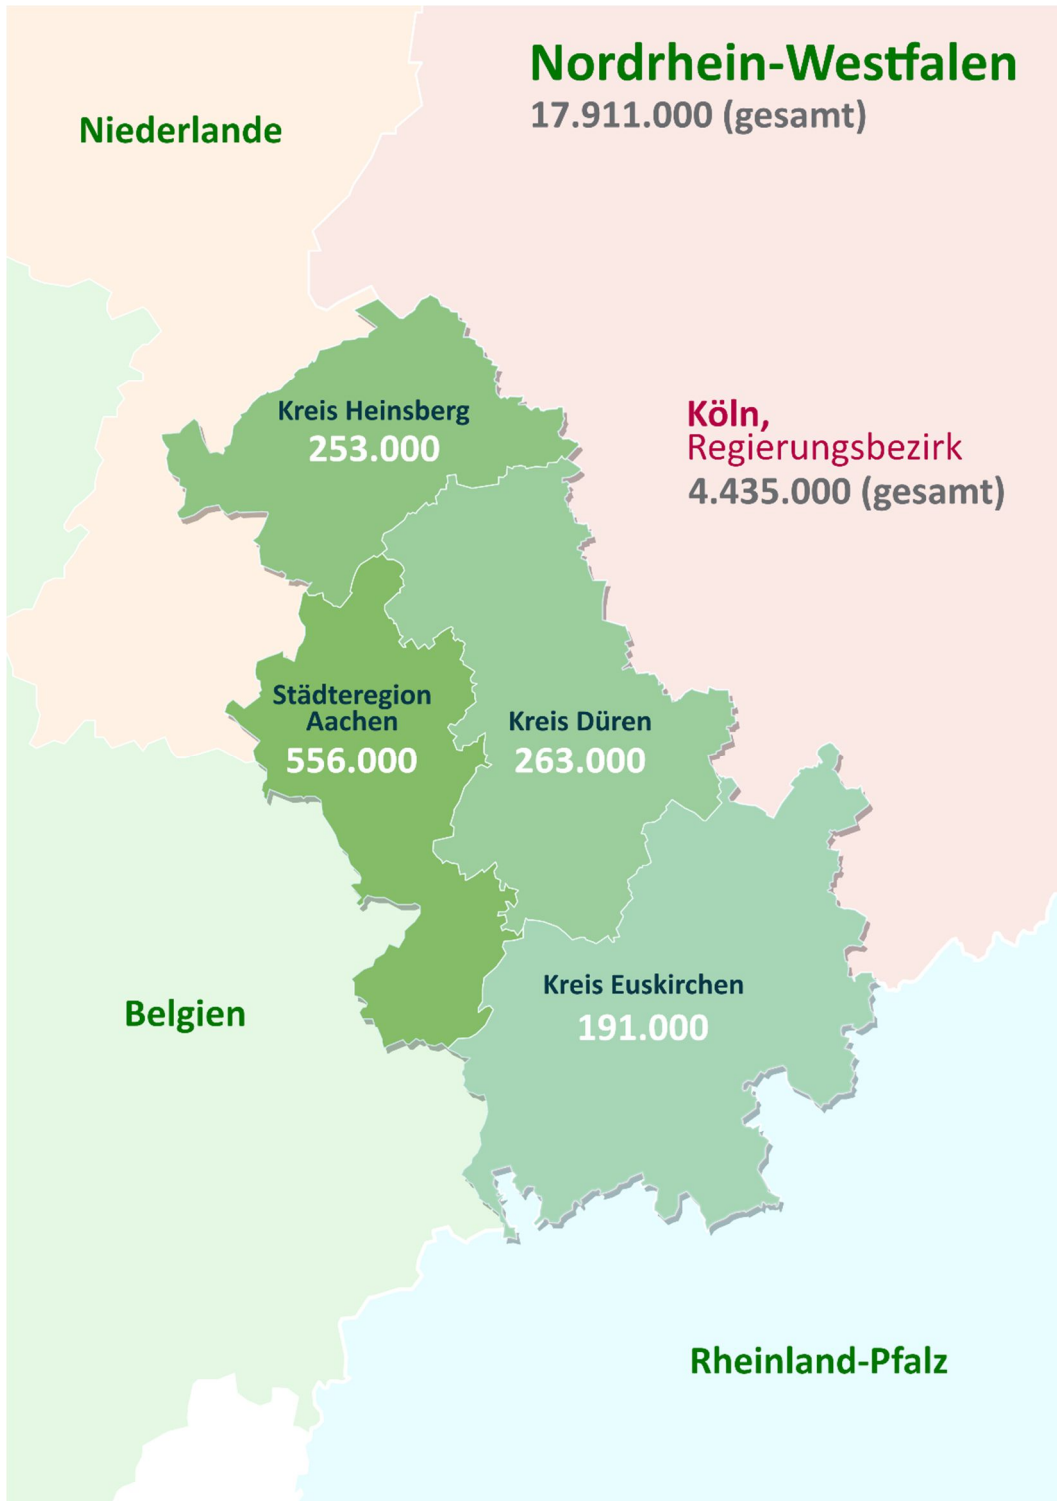 Nordrhein-Westfalen
17.911.000 (gesamt)
Niederlande
Kreis Heinsberg
253.000
Köln,
Regierungsbezirk
4.435.000 (gesamt)
Städteregion
Aachen
556.000
Kreis Düren
263.000
Kreis Euskirchen
191.000
Belgien
Rheinland-Pfalz